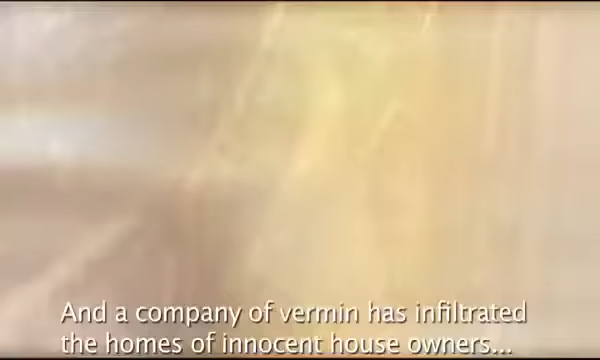 And a company of vermin has infiltrated
the homes of innocent house owners...